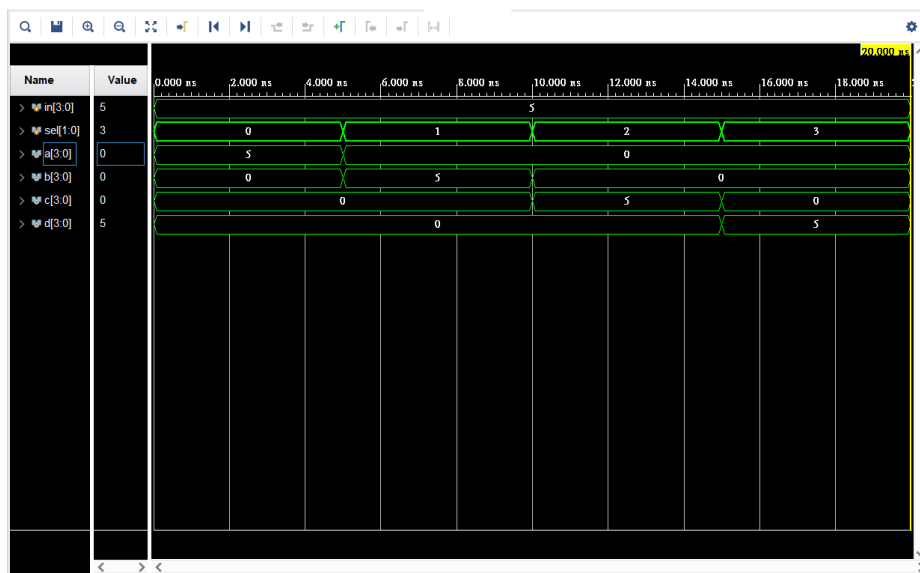 20.000 ns
Name Value 0.000 ns 2.000 ns 4.000 ns 6.000 ns 8.000 ns 10.000 ns 12.000 ns 14.000 ns 16.000 ns 18.000 ns
in[3:0] 5 5
sel[1:0] 3 0 1 2 3
a[3:0] 0 5 0
b[3:0] 0 0 5 0
c[3:0] 0 0 5 0
d[3:0] 5 0 5